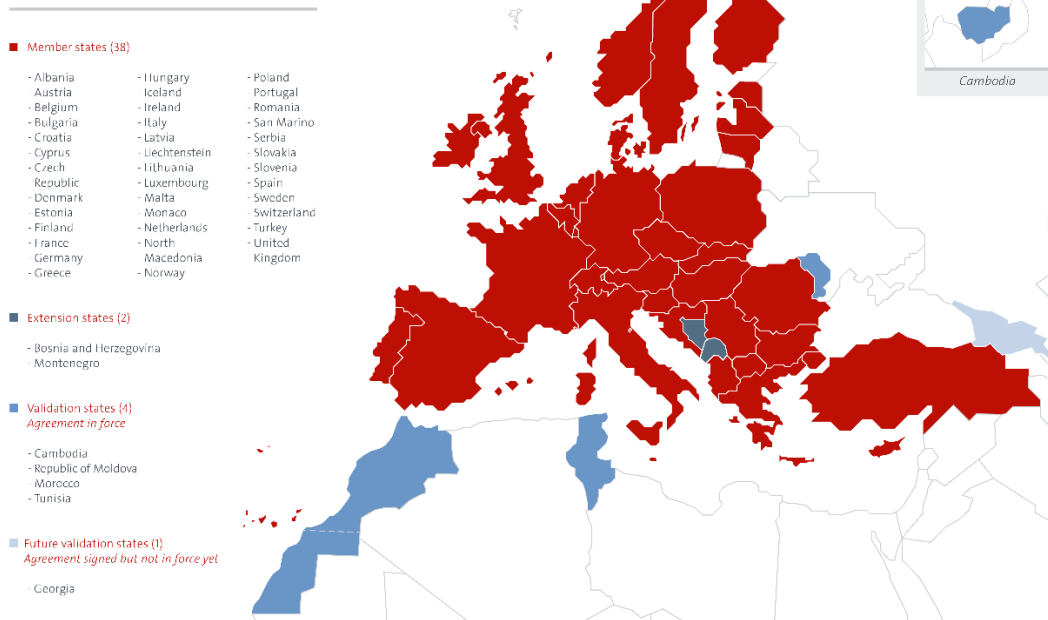 Member states (38)
- Albania
- Austria
- Belgium
- Bulgaria
- Croatia
- Cyprus
- Czech
Republic
- Denmark
- Estonia
- Finland
- France
- Germany
- Greece
- Hungary
- Iceland
- Ireland
- Italy
- Latvia
- Liechtenstein
- Lithuania
- Luxembourg
- Malta
- Monaco
- Netherlands
- North
Macedonia
- Norway
- Poland
- Portugal
- Romania
- San Marino
- Serbia
- Slovakia
- Slovenia
- Spain
- Sweden
- Switzerland
- Turkey
- United
Kingdom
Extension states (2)
- Bosnia and Herzegovina
- Montenegro
Validation states (4)
Agreement in force
- Cambodia
- Republic of Moldova
- Morocco
- Tunisia
Future validation states (1)
Agreement signed but not in force yet
- Georgia
Cambodia